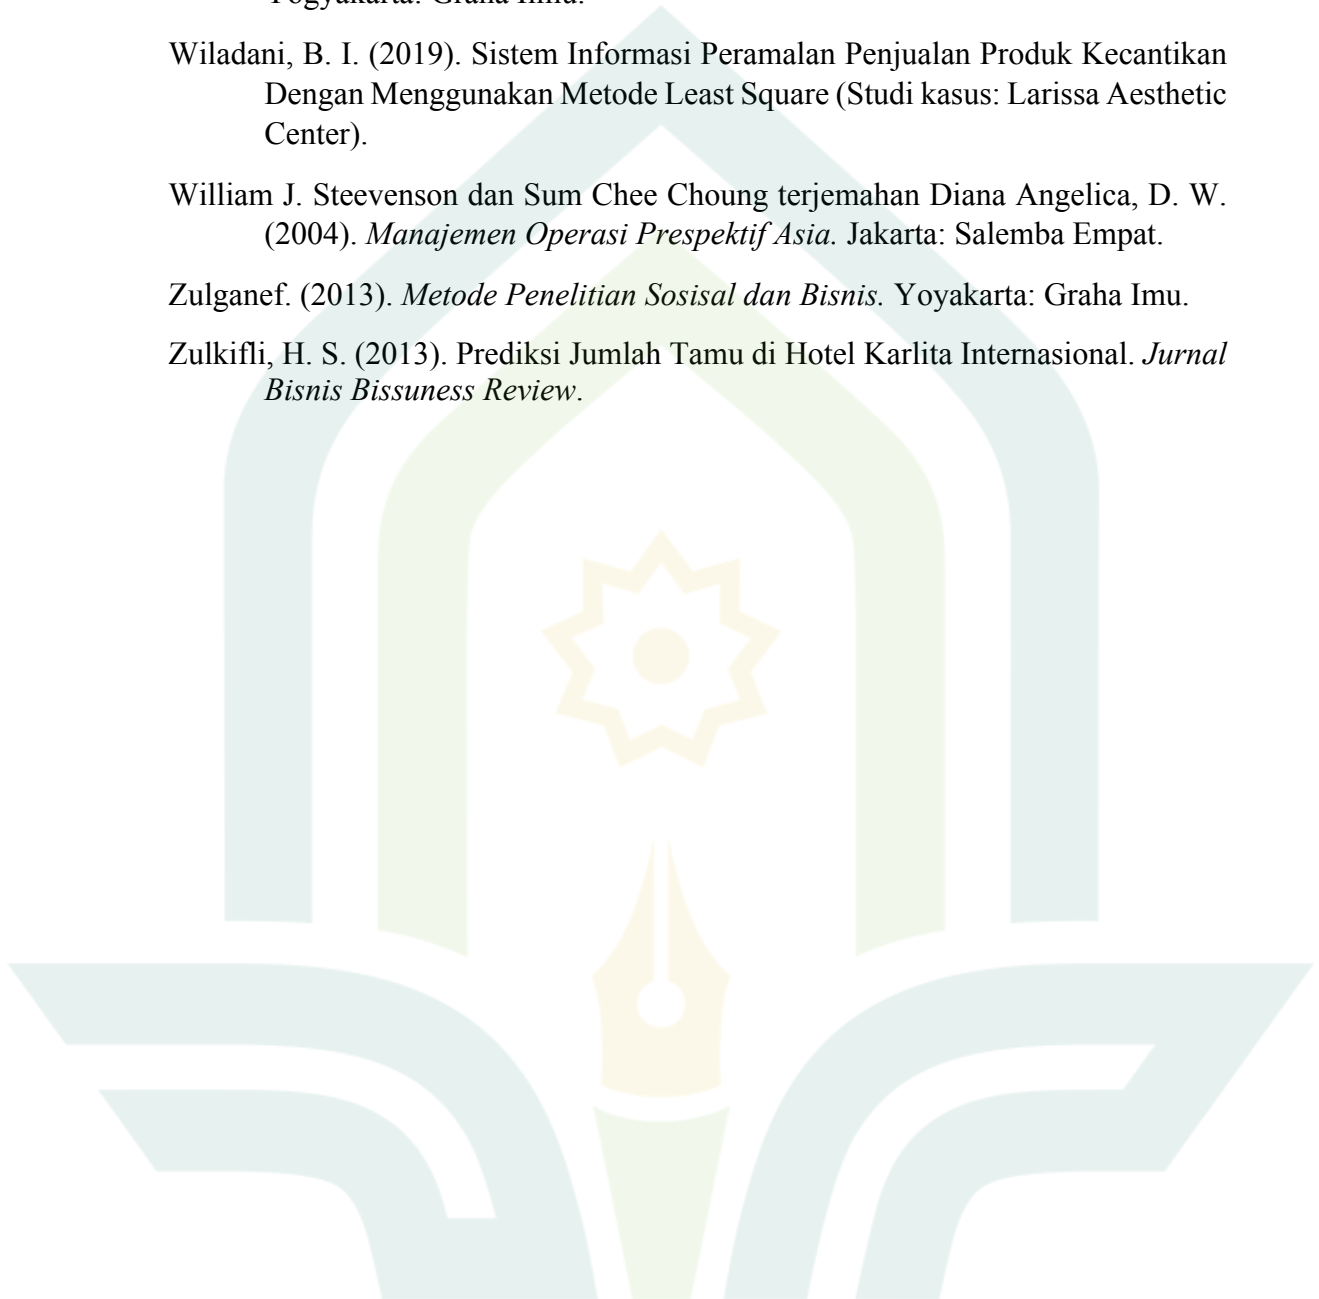 Yogyakarta: Graha Ilmu.
Wiladani, B. I. (2019). Sistem Informasi Peramalan Penjualan Produk Kecantikan
Dengan Menggunakan Metode Least Square (Studi kasus: Larissa Aesthetic
Center).
William J. Steevenson dan Sum Chee Choung terjemahan Diana Angelica, D. W.
(2004). Manajemen Operasi Prespektif Asia. Jakarta: Salemba Empat.
Zulganef. (2013). Metode Penelitian Sosisal dan Bisnis. Yoyakarta: Graha Imu.
Zulkifli, H. S. (2013). Prediksi Jumlah Tamu di Hotel Karlita Internasional. Jurnal
Bisnis Bissuness Review.